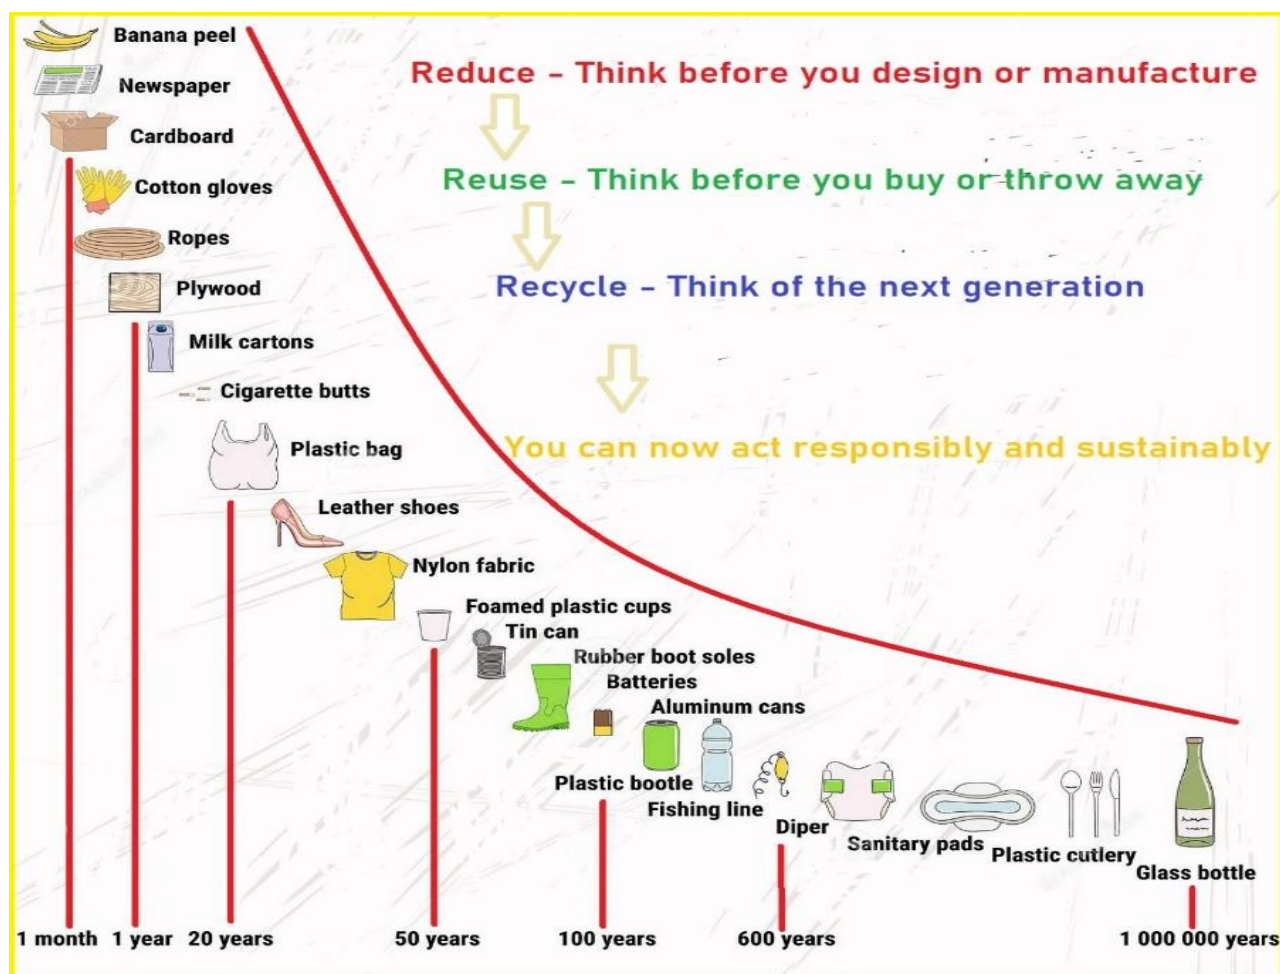 Banana peel
Newspaper
Cardboard
Cotton gloves
Ropes
Plywood
Milk cartons
Cigarette butts
Plastic bag
Leather shoes
Nylon fabric
Foamed plastic cups
Tin can
Rubber boot soles
Batteries
Aluminum cans
Plastic bootle
Fishing line
Diper
Sanitary pads
Plastic cutlery
Glass bottle
Reduce - Think before you design or manufacture
Reuse - Think before you buy or throw away
Recycle - Think of the next generation
You can now act responsibly and sustainably
1 month
1 year
20 years
50 years
100 years
600 years
1 000 000 years